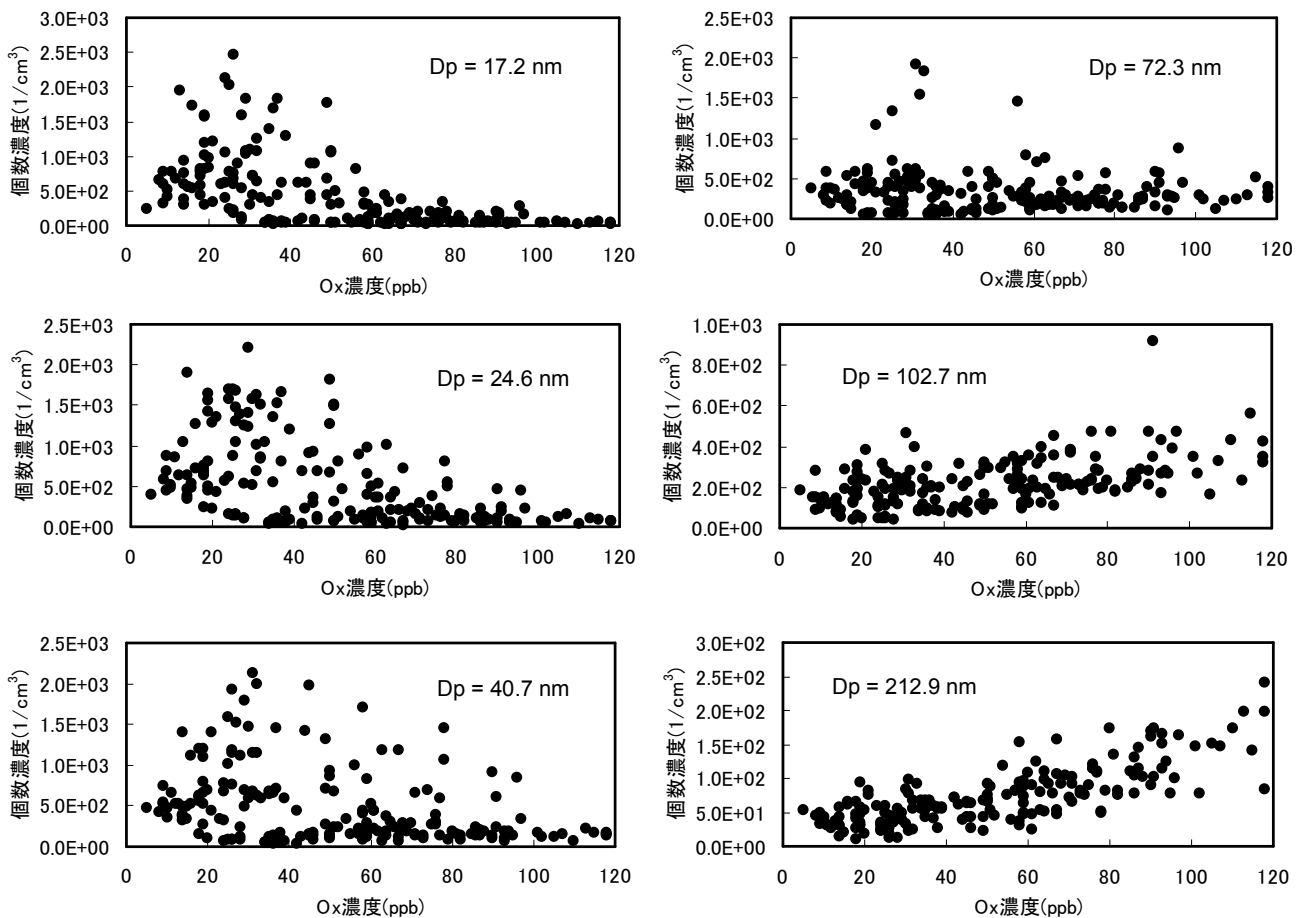 3.0E+03
2.5E+03
2.0E+03
1.5E+03
1.0E+03
5.0E+02
0.0E+00
個数濃度(1/cm³)
Dp = 17.2 nm
0 20 40 60 80 100 120
Ox濃度(ppb)
2.5E+03
2.0E+03
1.5E+03
1.0E+03
5.0E+02
0.0E+00
個数濃度(1/cm³)
Dp = 72.3 nm
0 20 40 60 80 100 120
Ox濃度(ppb)
2.5E+03
2.0E+03
1.5E+03
1.0E+03
5.0E+02
0.0E+00
個数濃度(1/cm³)
Dp = 24.6 nm
0 20 40 60 80 100 120
Ox濃度(ppb)
1.0E+03
8.0E+02
6.0E+02
4.0E+02
2.0E+02
0.0E+00
個数濃度(1/cm³)
Dp = 102.7 nm
0 20 40 60 80 100 120
Ox濃度(ppb)
2.5E+03
2.0E+03
1.5E+03
1.0E+03
5.0E+02
0.0E+00
個数濃度(1/cm³)
Dp = 40.7 nm
0 20 40 60 80 100 120
Ox濃度(ppb)
3.0E+02
2.5E+02
2.0E+02
1.5E+02
1.0E+02
5.0E+01
0.0E+00
個数濃度(1/cm³)
Dp = 212.9 nm
0 20 40 60 80 100 120
Ox濃度(ppb)